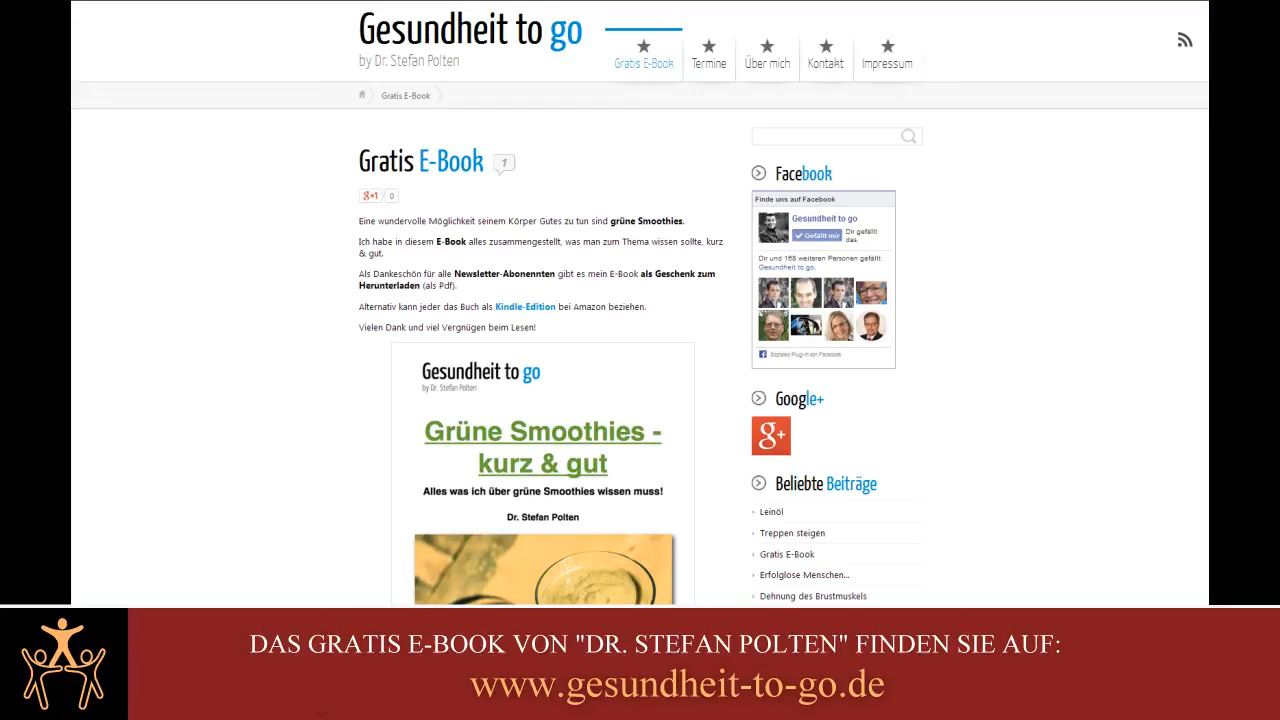 Gesundheit to go
by Dr. Stefan Polten
Gratis E-Book
Termine
Über mich
Kontakt
Impressum
Gratis E-Book
Gratis E-Book
1
g+1
0
Eine wundervolle Möglichkeit seinem Körper Gutes zu tun sind grüne Smoothies.
Ich habe in diesem E-Book alles zusammengestellt, was man zum Thema wissen sollte, kurz
& gut.
Als Dankeschön für alle Newsletter-Abonennten gibt es mein E-Book als Geschenk zum
Herunterladen (als Pdf).
Alternativ kann jeder das Buch als Kindle-Edition bei Amazon beziehen.
Vielen Dank und viel Vergnügen beim Lesen!
Gesundheit to go
by Dr. Stefan Polten
Grüne Smoothies -
kurz & gut
Alles was ich über grüne Smoothies wissen muss!
Dr. Stefan Polten
Facebook
Finde uns auf Facebook
Gesundheit to go
Gefällt mir
Dir gefällt
das.
Dir und 168 weiteren Personen gefällt
Gesundheit to go.
Soziales Plug-in von Facebook
Google+
g+
Beliebte Beiträge
Leinöl
Treppen steigen
Gratis E-Book
Erfolglose Menschen...
Dehnung des Brustmuskels
DAS GRATIS E-BOOK VON "DR. STEFAN POLTEN" FINDEN SIE AUF:
www.gesundheit-to-go.de